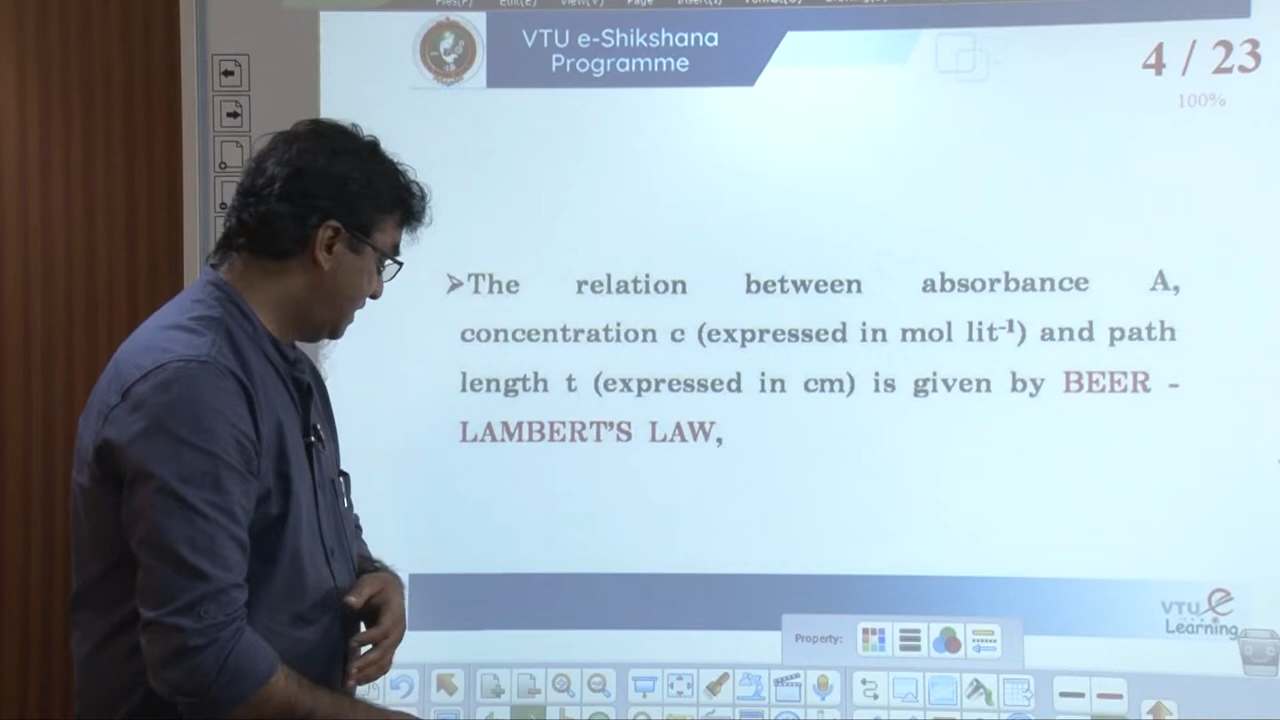 VTU e-Shikshana
Programme
4 / 23
100%
➤The relation between absorbance A,
concentration c (expressed in mol lit⁻¹) and path
length t (expressed in cm) is given by BEER -
LAMBERT'S LAW,
VTU e
Learning
Property: